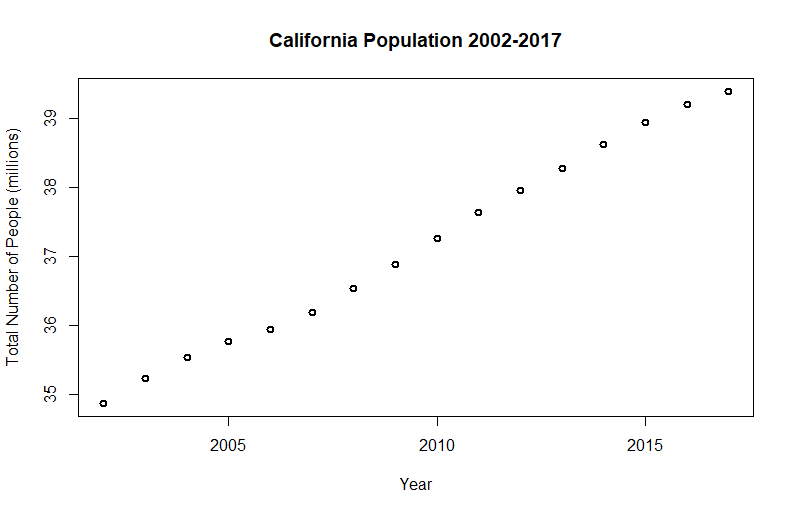 California Population 2002-2017
Total Number of People (millions)
39
38
37
36
35
2005 2010 2015
Year